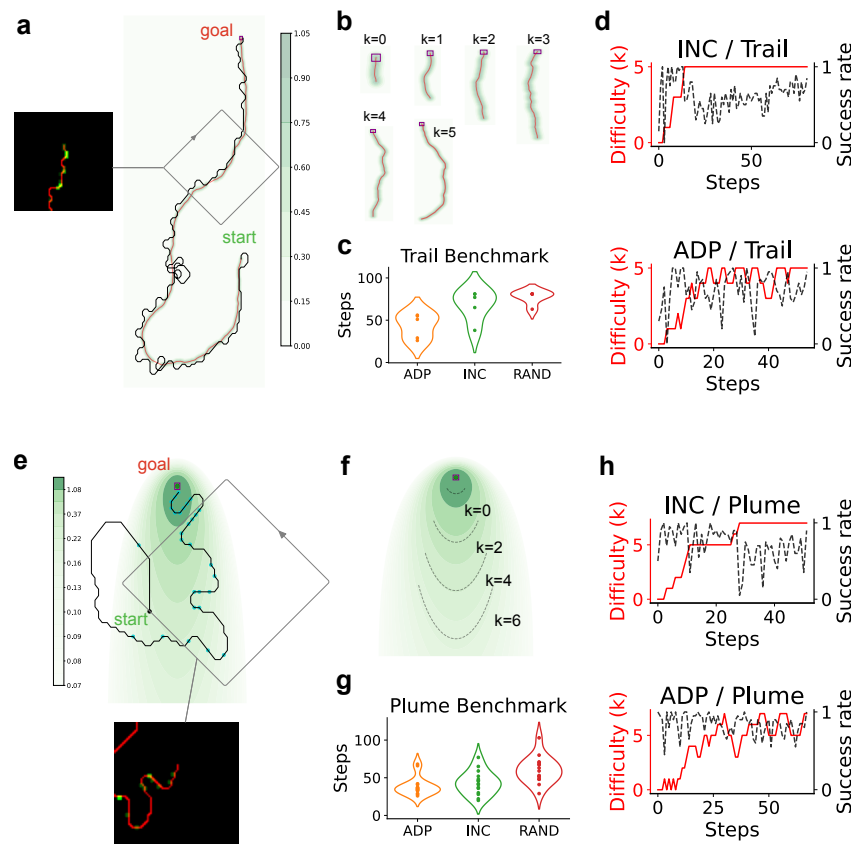 a
goal
start
1.05
0.90
0.75
0.60
0.45
0.30
0.15
0.00
b
k=0
k=1
k=2
k=3
k=4
k=5
c
Trail Benchmark
Steps
100
50
0
ADP
INC
RAND
d
INC / Trail
Difficulty (k)
5
0
Success rate
1
0
0
50
Steps
ADP / Trail
Difficulty (k)
5
0
Success rate
1
0
0
20
40
Steps
e
goal
start
1.08
0.37
0.22
0.16
0.13
0.10
0.09
0.08
0.07
f
k=0
k=2
k=4
k=6
g
Plume Benchmark
Steps
100
50
0
ADP
INC
RAND
h
INC / Plume
Difficulty (k)
5
0
Success rate
1
0
0
20
40
Steps
ADP / Plume
Difficulty (k)
5
0
Success rate
1
0
0
25
50
Steps